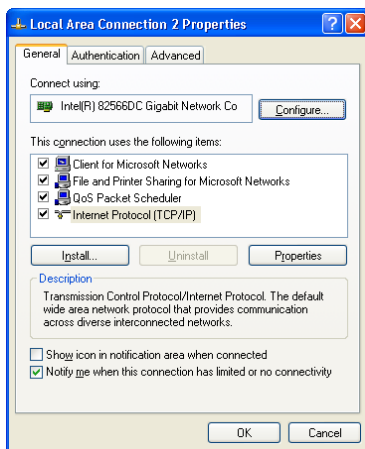 Local Area Connection 2 Properties
General Authentication Advanced
Connect using:
Intel(R) 82566DC Gigabit Network Co Configure...
This connection uses the following items:
Client for Microsoft Networks
File and Printer Sharing for Microsoft Networks
QoS Packet Scheduler
Internet Protocol (TCP/IP)
Install... Uninstall Properties
Description
Transmission Control Protocol/Internet Protocol. The default
wide area network protocol that provides communication
across diverse interconnected networks.
Show icon in notification area when connected
Notify me when this connection has limited or no connectivity
OK Cancel